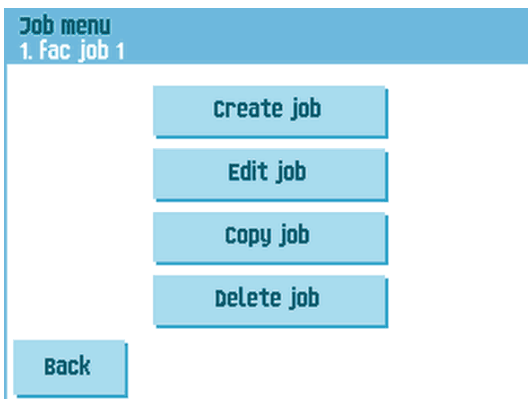 Job menu
1. Fac job 1
Create job
Edit job
Copy job
Delete job
Back